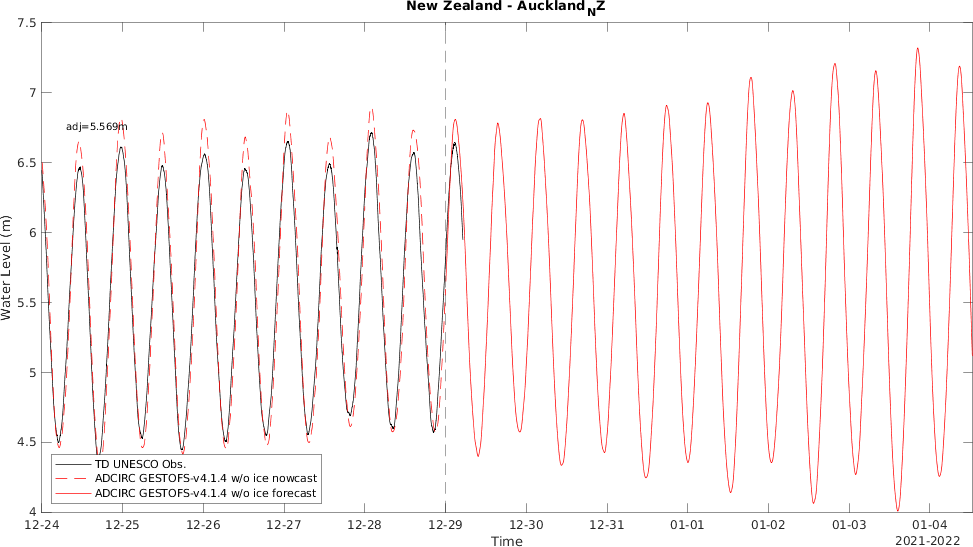 New Zealand - Auckland_NZ
7.5
7
6.5
6
5.5
5
4.5
4
Water Level (m)
adj=5.569m
TD UNESCO Obs.
ADCIRC GESTOFS-v4.1.4 w/o ice nowcast
ADCIRC GESTOFS-v4.1.4 w/o ice forecast
12-24 12-25 12-26 12-27 12-28 12-29 12-30 12-31 01-01 01-02 01-03 01-04
Time
2021-2022